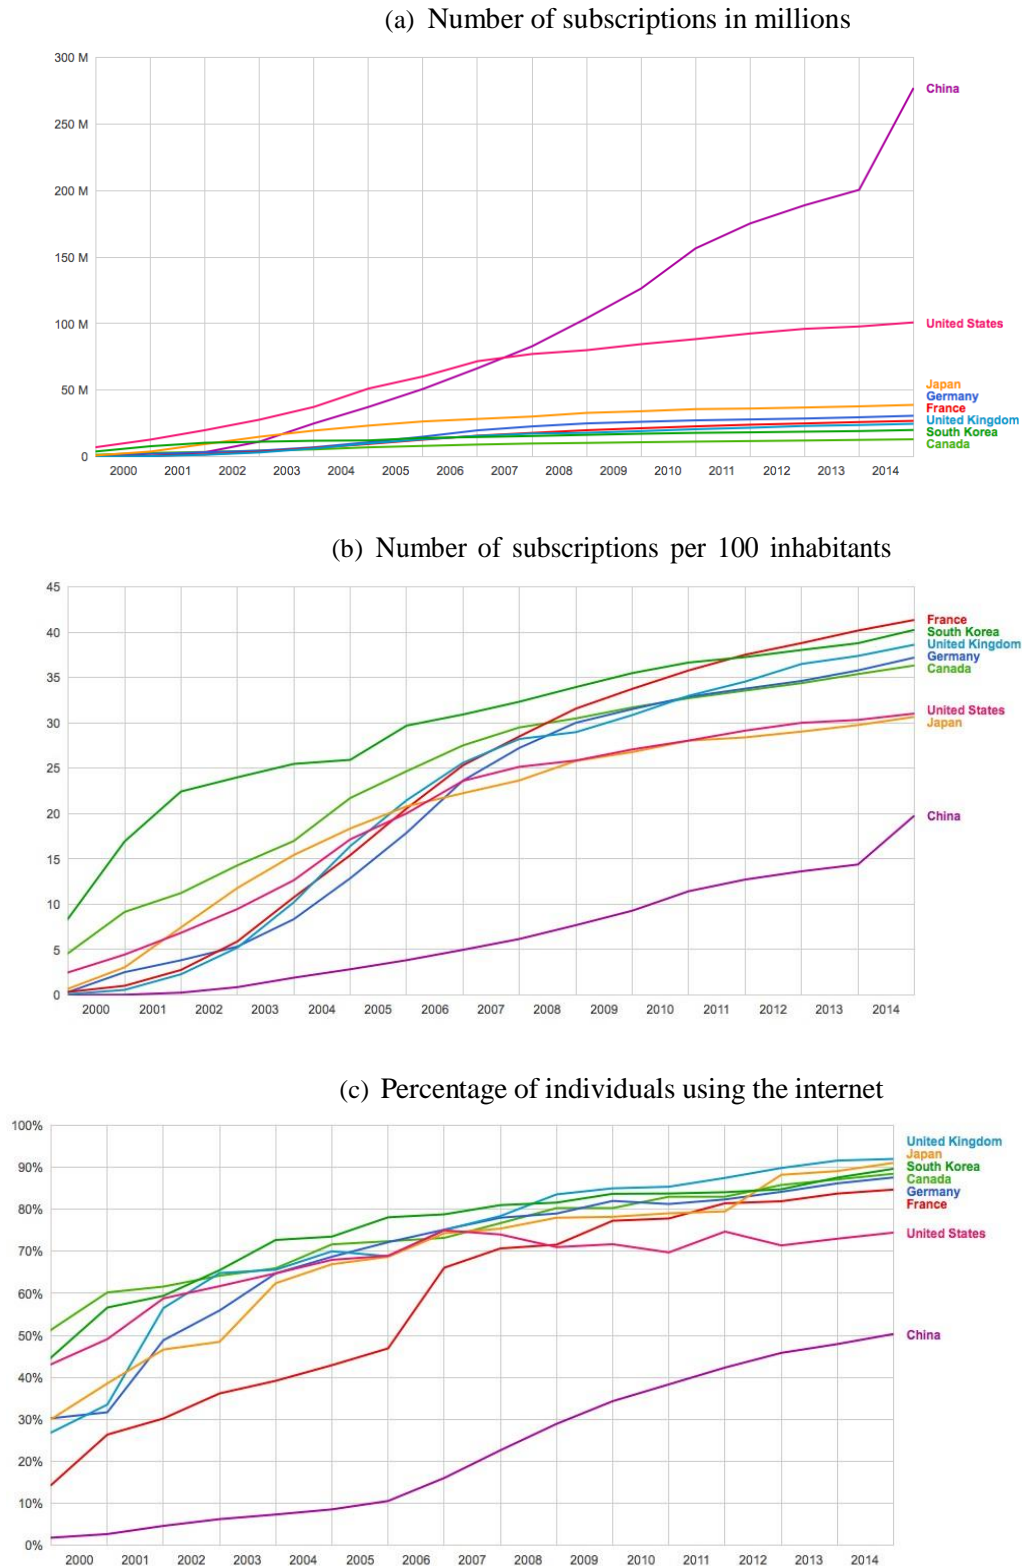 (a) Number of subscriptions in millions
300 M
250 M
200 M
150 M
100 M
50 M
0
China
United States
Japan
Germany
France
United Kingdom
South Korea
Canada
2000 2001 2002 2003 2004 2005 2006 2007 2008 2009 2010 2011 2012 2013 2014
(b) Number of subscriptions per 100 inhabitants
45
40
35
30
25
20
15
10
5
0
France
South Korea
United Kingdom
Germany
Canada
United States
Japan
China
2000 2001 2002 2003 2004 2005 2006 2007 2008 2009 2010 2011 2012 2013 2014
(c) Percentage of individuals using the internet
100%
90%
80%
70%
60%
50%
40%
30%
20%
10%
0%
United Kingdom
Japan
South Korea
Canada
Germany
France
United States
China
2000 2001 2002 2003 2004 2005 2006 2007 2008 2009 2010 2011 2012 2013 2014